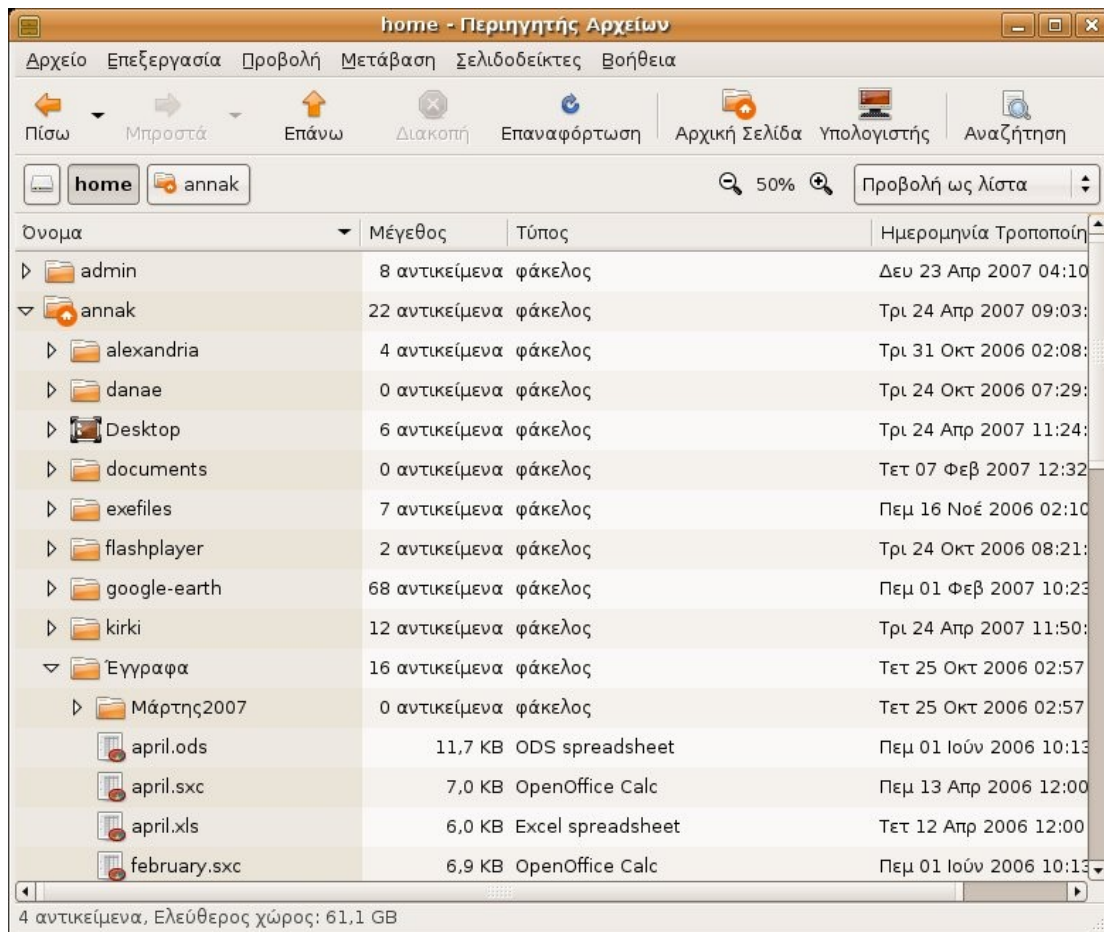 home - Περιηγητής Αρχείων
Αρχείο Επεξεργασία Προβολή Μετάβαση Σελιδοδείκτες Βοήθεια
Πίσω Μπροστά Επάνω Διακοπή Επαναφόρτωση Αρχική Σελίδα Υπολογιστής Αναζήτηση
home annak 50% Προβολή ως λίστα
Όνομα Μέγεθος Τύπος Ημερομηνία Τροποποίη
admin 8 αντικείμενα φάκελος Δευ 23 Απρ 2007 04:10
annak 22 αντικείμενα φάκελος Τρι 24 Απρ 2007 09:03:
alexandria 4 αντικείμενα φάκελος Τρι 31 Οκτ 2006 02:08:
danae 0 αντικείμενα φάκελος Τρι 24 Οκτ 2006 07:29:
Desktop 6 αντικείμενα φάκελος Τρι 24 Απρ 2007 11:24:
documents 0 αντικείμενα φάκελος Τετ 07 Φεβ 2007 12:32
exefiles 7 αντικείμενα φάκελος Πεμ 16 Νοέ 2006 02:10
flashplayer 2 αντικείμενα φάκελος Τρι 24 Οκτ 2006 08:21:
google-earth 68 αντικείμενα φάκελος Πεμ 01 Φεβ 2007 10:23
kirki 12 αντικείμενα φάκελος Τρι 24 Απρ 2007 11:50:
Έγγραφα 16 αντικείμενα φάκελος Τετ 25 Οκτ 2006 02:57
Μάρτης2007 0 αντικείμενα φάκελος Τετ 25 Οκτ 2006 02:57
april.ods 11,7 KB ODS spreadsheet Πεμ 01 Ιούν 2006 10:13
april.sxc 7,0 KB OpenOffice Calc Πεμ 13 Απρ 2006 12:00
april.xls 6,0 KB Excel spreadsheet Τετ 12 Απρ 2006 12:00
february.sxc 6,9 KB OpenOffice Calc Πεμ 01 Ιούν 2006 10:13
4 αντικείμενα, Ελεύθερος χώρος: 61,1 GB